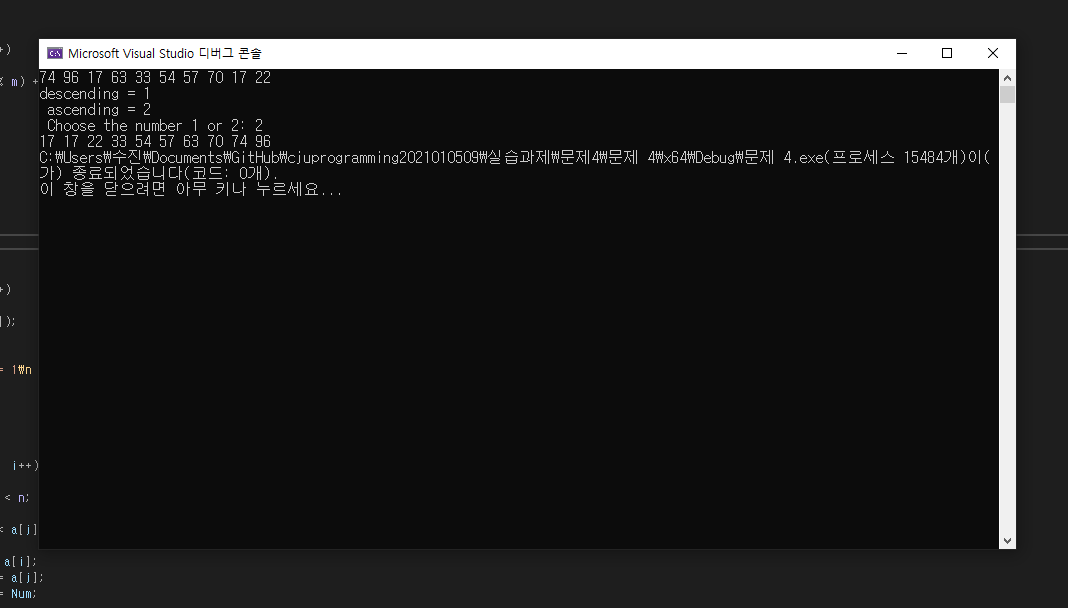 +)
% m) +
Microsoft Visual Studio 디버그 콘솔
74 96 17 63 33 54 57 70 17 22
descending = 1
 ascending = 2
 Choose the number 1 or 2: 2
17 17 22 33 54 57 63 70 74 96
C:₩Users₩수진₩Documents₩GitHub₩cjuprogramming2021010509₩실습과제₩문제4₩문제 4₩x64₩Debug₩문제 4.exe(프로세스 15484개)이(
가) 종료되었습니다(코드: 0개).
이 창을 닫으려면 아무 키나 누르세요...
+)
]);
= 1₩n
i++)
< n;
< a[j]
a[i];
= a[j];
= Num;